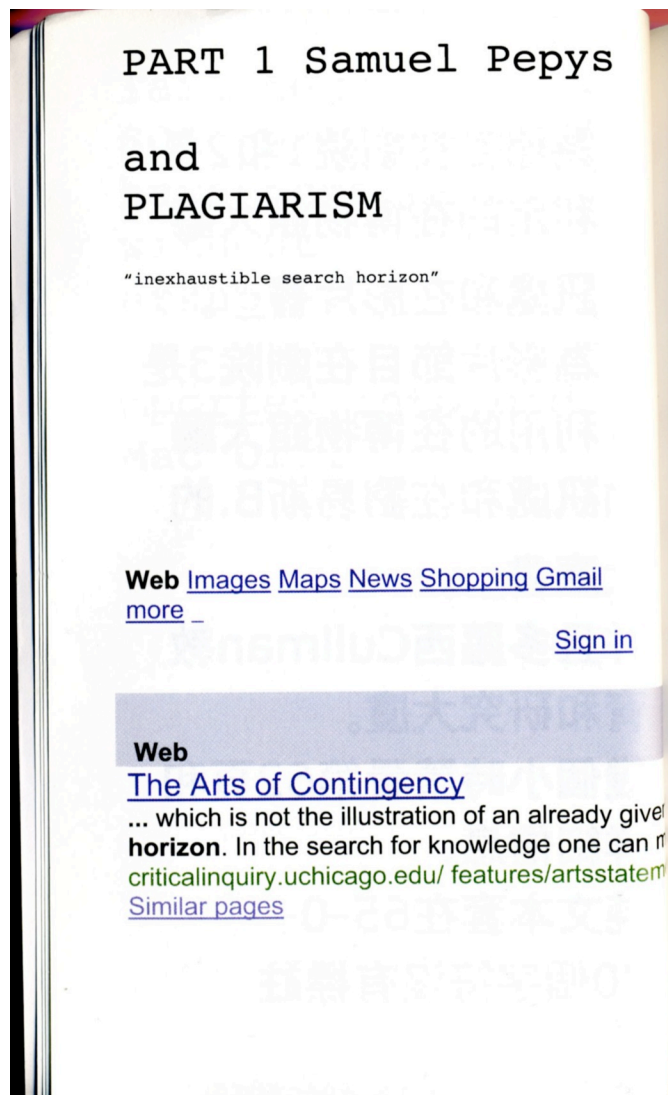 PART 1 Samuel Pepys
and
PLAGIARISM
"inexhaustible search horizon"
Web Images Maps News Shopping Gmail
more
Sign in
Web
The Arts of Contingency
... which is not the illustration of an already given
horizon. In the search for knowledge one can
criticalinquiry.uchicago.edu/ features/artsstatem
Similar pages